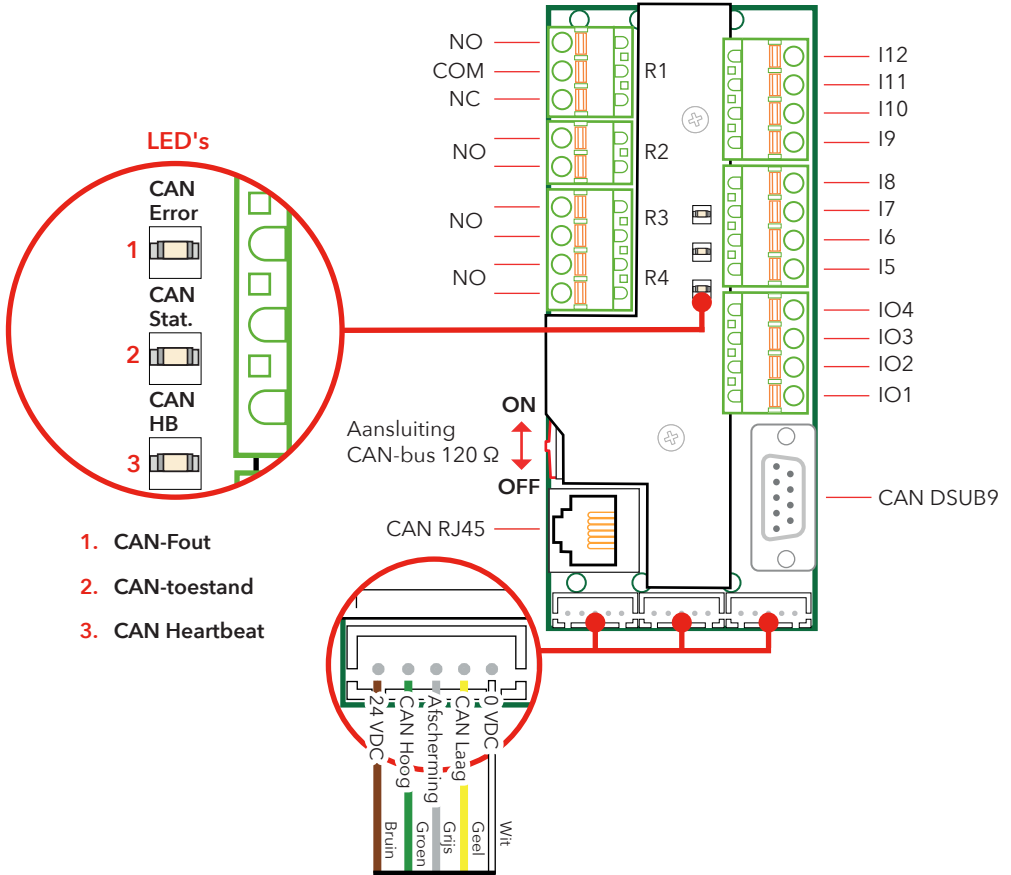 NO
COM
NC
R1
NO
R2
NO
R3
NO
R4
I12
I11
I10
I9
I8
I7
I6
I5
IO4
IO3
IO2
IO1
LED's
CAN
Error
1
CAN
Stat.
2
CAN
HB
3
ON
Aansluiting
CAN-bus 120 Ω
OFF
CAN RJ45
CAN DSUB9
1. CAN-Fout
2. CAN-toestand
3. CAN Heartbeat
24 VDC
CAN Hoog
Afscherming
CAN Laag
0 VDC
Bruin
Groen
Grijs
Geel
Wit